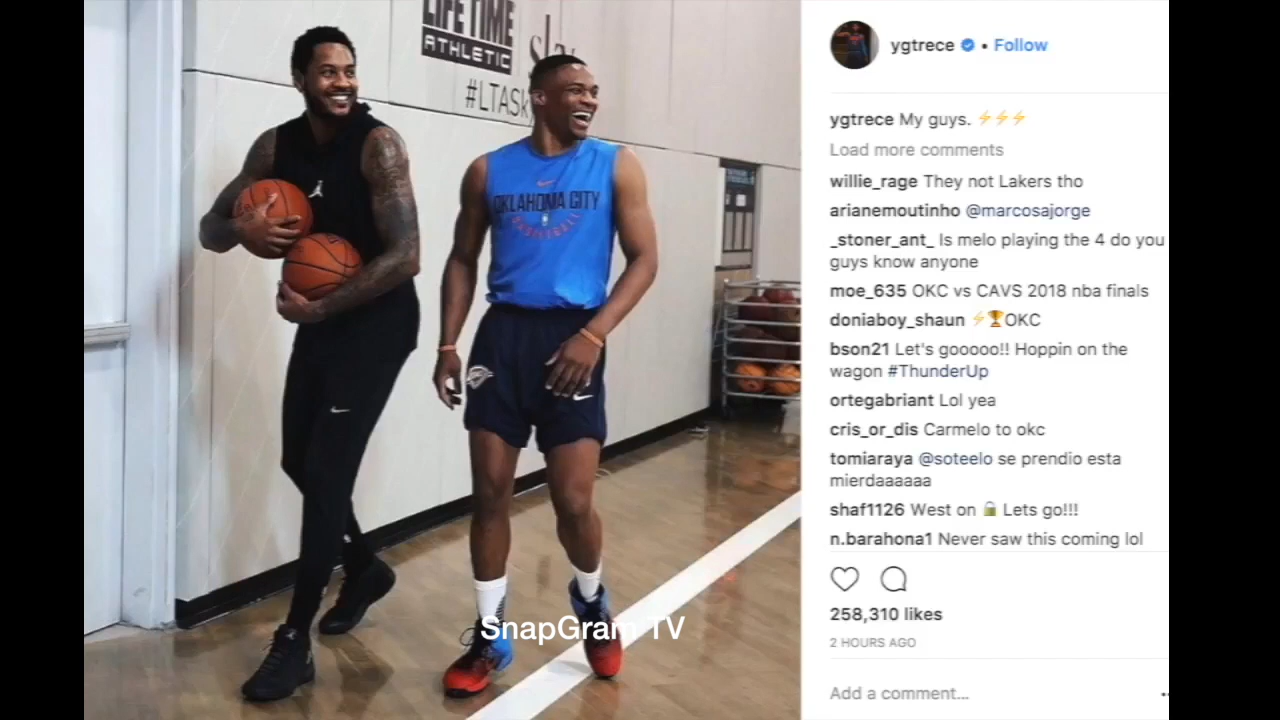 LIFE TIME
ATHLETIC
#LTASk
OKLAHOMA CITY
BASKETBALL
SnapGram TV
ygtrece • Follow
ygtrece My guys. ⚡⚡⚡
Load more comments
willie_rage They not Lakers tho
arianemoutinho @marcosajorge
_stoner_ant_ Is melo playing the 4 do you
guys know anyone
moe_635 OKC vs CAVS 2018 nba finals
doniaboy_shaun ⚡🏆OKC
bson21 Let's gooooo!! Hoppin on the
wagon #ThunderUp
ortegabriant Lol yea
cris_or_dis Carmelo to okc
tomiaraya @soteelo se prendio esta
mierdaaaaaa
shaf1126 West on 🔒 Lets go!!!
n.barahona1 Never saw this coming lol
258,310 likes
2 HOURS AGO
Add a comment...